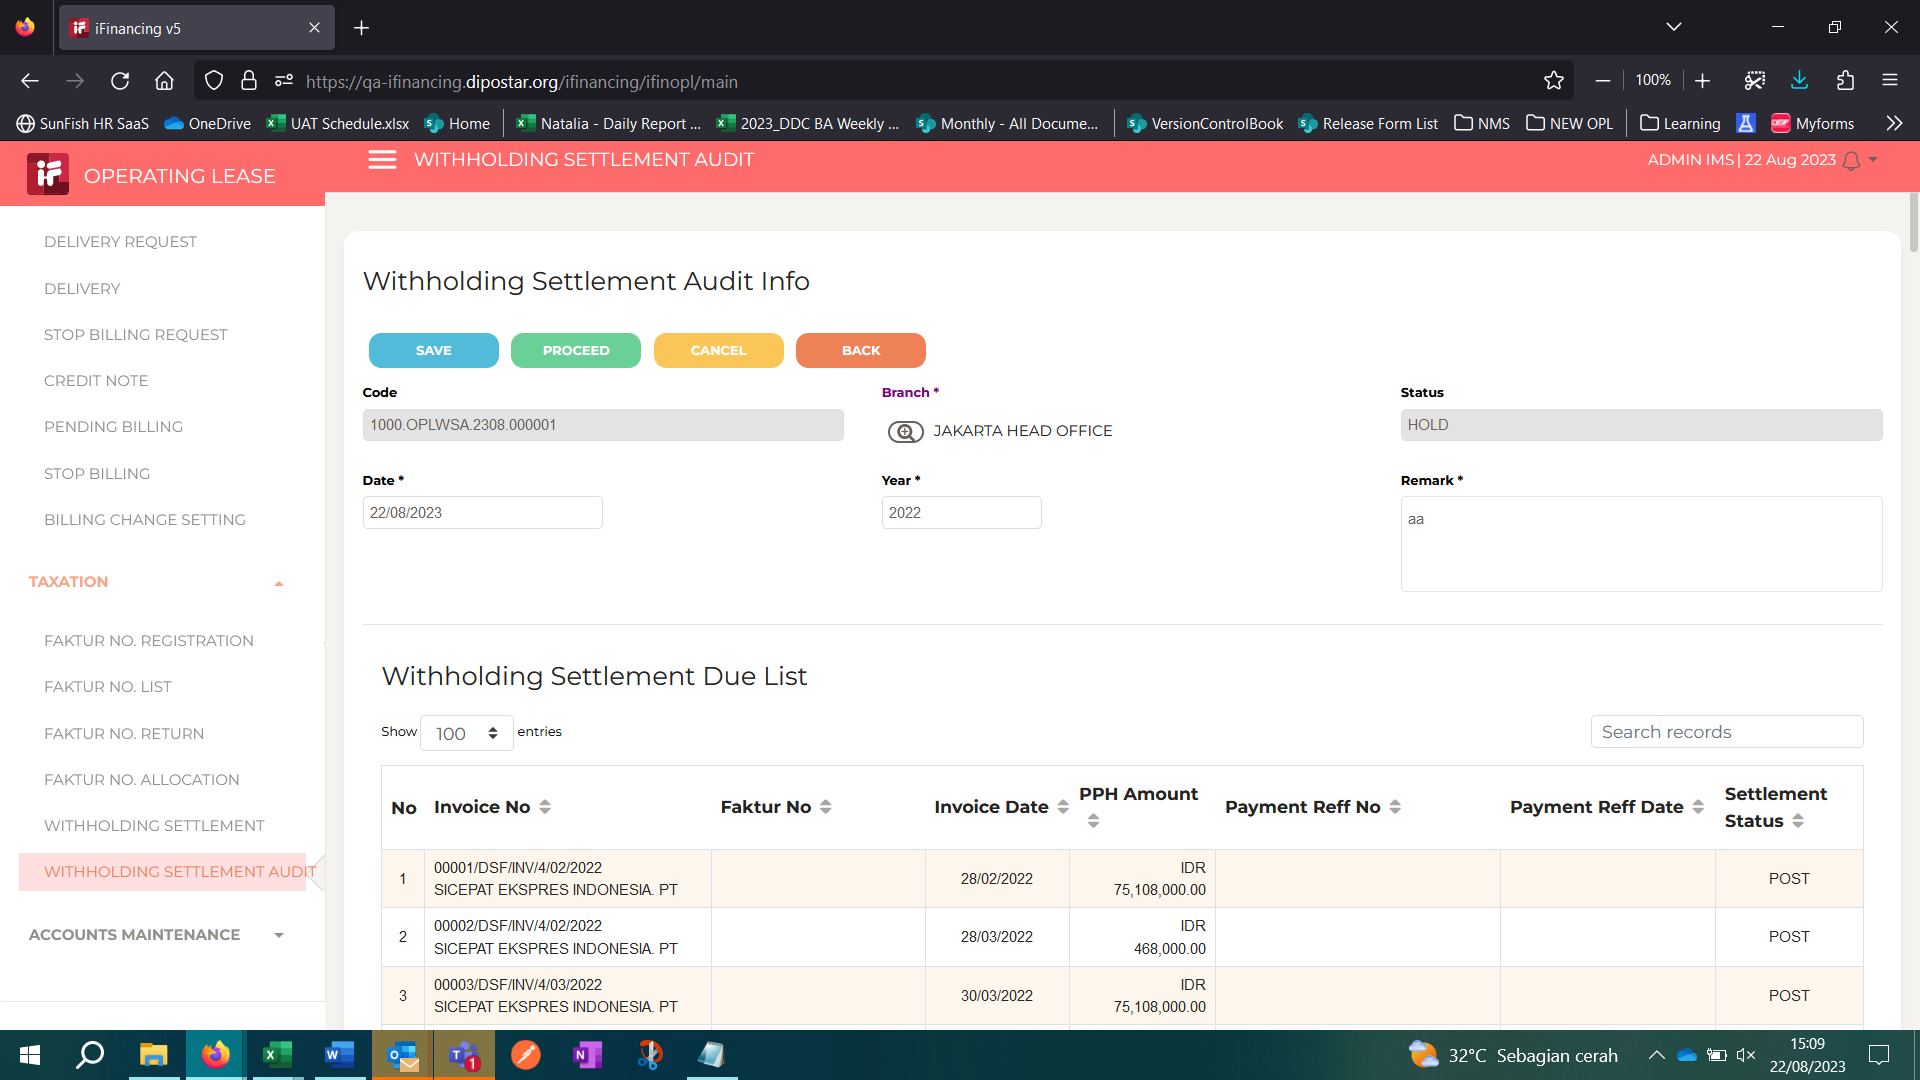 iFinancing v5
https://qa-ifinancing.dipostar.org/ifinancing/ifinopl/main
100%
SunFish HR SaaS
OneDrive
UAT Schedule.xlsx
Home
Natalia - Daily Report ...
2023_DDC BA Weekly ...
Monthly - All Docume...
VersionControlBook
Release Form List
NMS
NEW OPL
Learning
Myforms
iF OPERATING LEASE
WITHHOLDING SETTLEMENT AUDIT
ADMIN IMS | 22 Aug 2023
DELIVERY REQUEST
DELIVERY
STOP BILLING REQUEST
CREDIT NOTE
PENDING BILLING
STOP BILLING
BILLING CHANGE SETTING
TAXATION
FAKTUR NO. REGISTRATION
FAKTUR NO. LIST
FAKTUR NO. RETURN
FAKTUR NO. ALLOCATION
WITHHOLDING SETTLEMENT
WITHHOLDING SETTLEMENT AUDIT
ACCOUNTS MAINTENANCE
Withholding Settlement Audit Info
SAVE PROCEED CANCEL BACK
Code
1000.OPLWSA.2308.000001
Branch *
JAKARTA HEAD OFFICE
Status
HOLD
Date *
22/08/2023
Year *
2022
Remark *
aa
Withholding Settlement Due List
Show 100 entries
Search records
No Invoice No Faktur No Invoice Date PPH Amount Payment Reff No Payment Reff Date Settlement Status
1 00001/DSF/INV/4/02/2022 SICEPAT EKSPRES INDONESIA. PT 28/02/2022 IDR 75,108,000.00 POST
2 00002/DSF/INV/4/02/2022 SICEPAT EKSPRES INDONESIA. PT 28/03/2022 IDR 468,000.00 POST
3 00003/DSF/INV/4/03/2022 SICEPAT EKSPRES INDONESIA. PT 30/03/2022 IDR 75,108,000.00 POST
32°C Sebagian cerah
15:09
22/08/2023